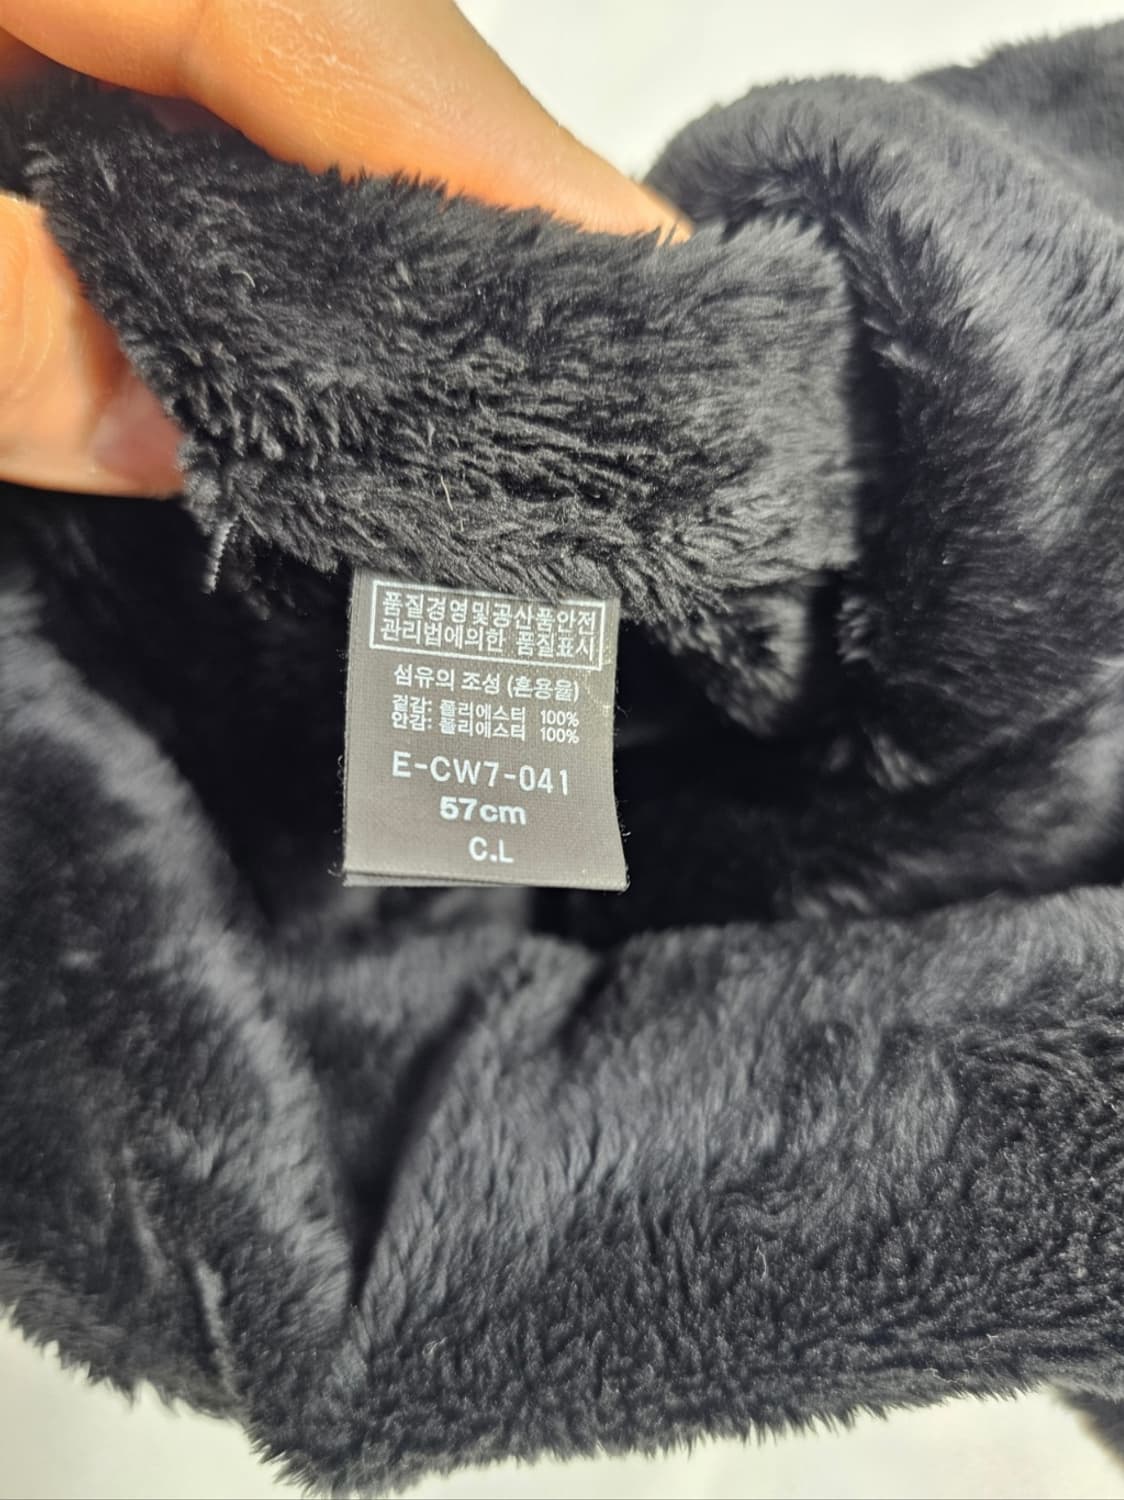 품질경영및공산품안전
관리법에의한 품질표시
섬유의 조성 (혼용율)
겉감: 폴리에스터 100%
안감: 폴리에스터 100%
E-CW7-041
57cm
C.L